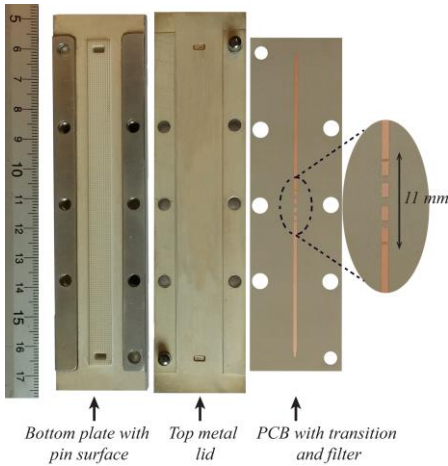 5
6
7
8
9
10
11
12
13
14
15
16
17
11 mm
Bottom plate with
pin surface
Top metal
lid
PCB with transition
and filter